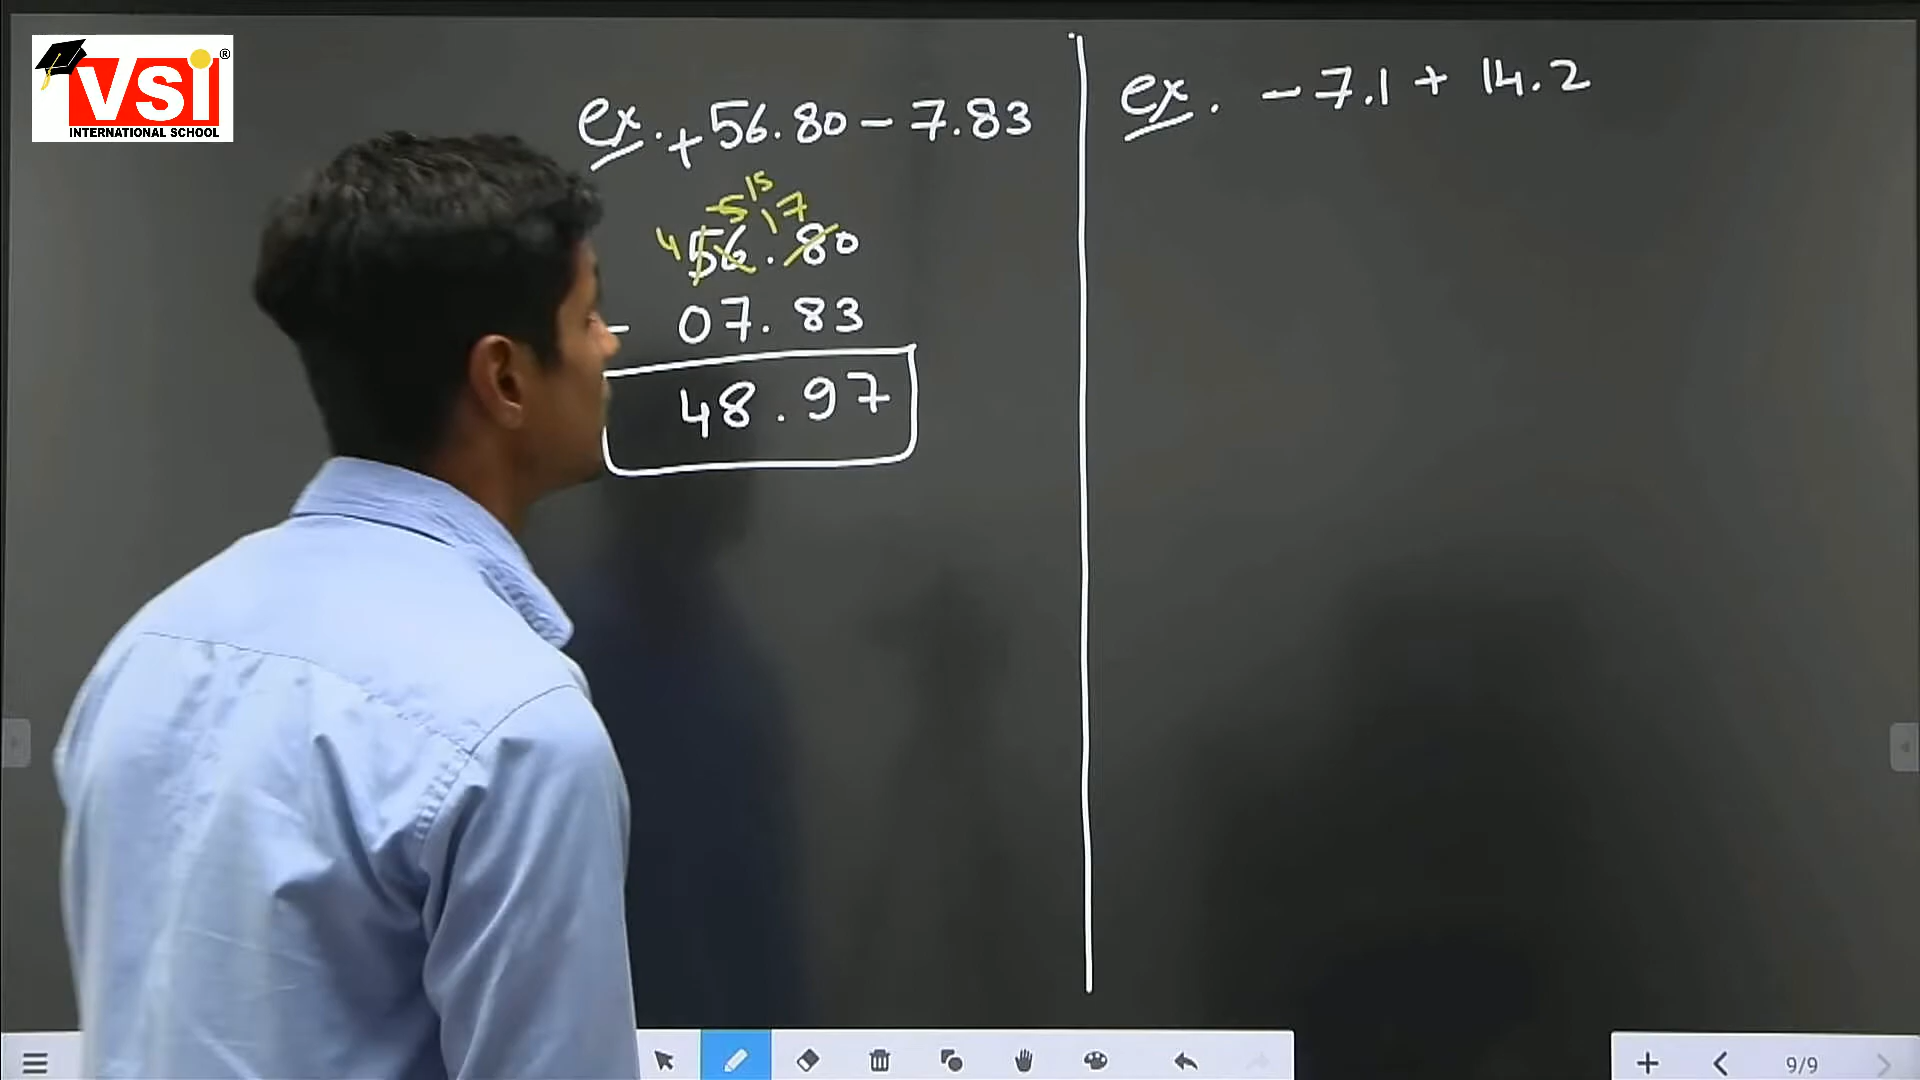 vsi®
INTERNATIONAL SCHOOL
ex. +56.80 - 7.83
15
5 17
4 56.80
- 07.83
48.97
ex. -7.1 + 14.2
9/9